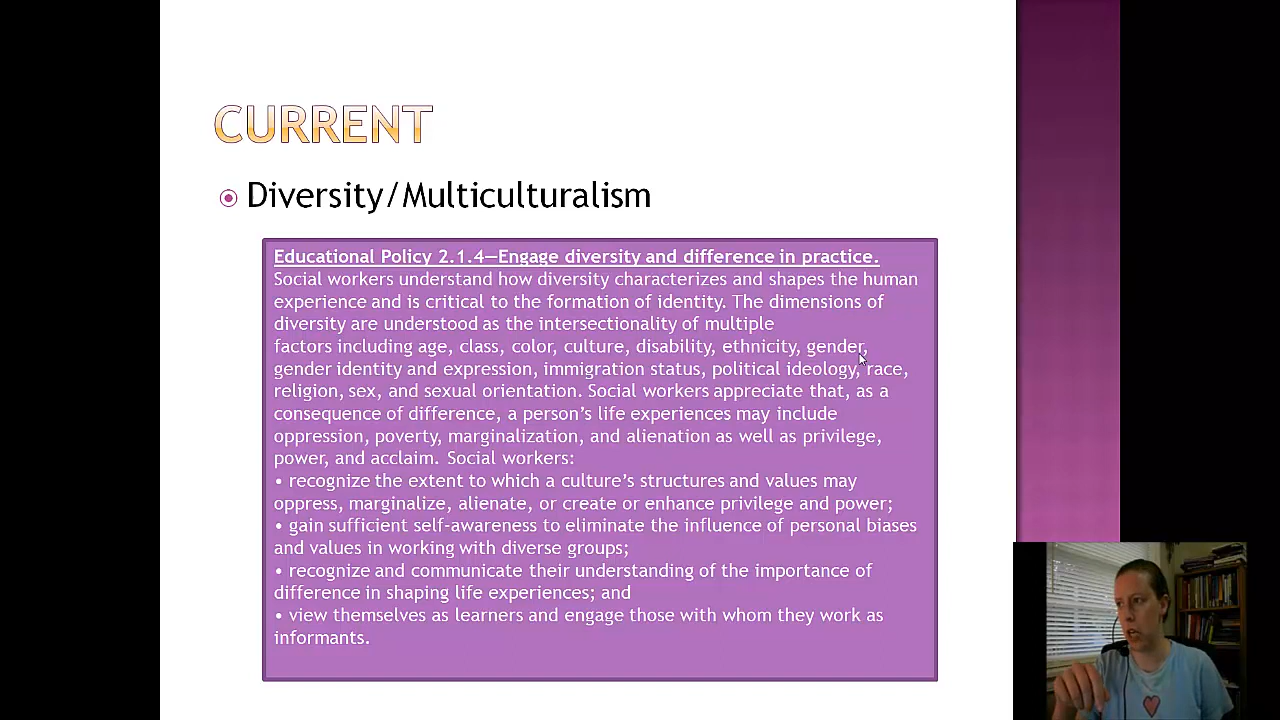 CURRENT
Diversity/Multiculturalism
Educational Policy 2.1.4—Engage diversity and difference in practice.
Social workers understand how diversity characterizes and shapes the human
experience and is critical to the formation of identity. The dimensions of
diversity are understood as the intersectionality of multiple
factors including age, class, color, culture, disability, ethnicity, gender,
gender identity and expression, immigration status, political ideology, race,
religion, sex, and sexual orientation. Social workers appreciate that, as a
consequence of difference, a person’s life experiences may include
oppression, poverty, marginalization, and alienation as well as privilege,
power, and acclaim. Social workers:
• recognize the extent to which a culture’s structures and values may
oppress, marginalize, alienate, or create or enhance privilege and power;
• gain sufficient self-awareness to eliminate the influence of personal biases
and values in working with diverse groups;
• recognize and communicate their understanding of the importance of
difference in shaping life experiences; and
• view themselves as learners and engage those with whom they work as
informants.